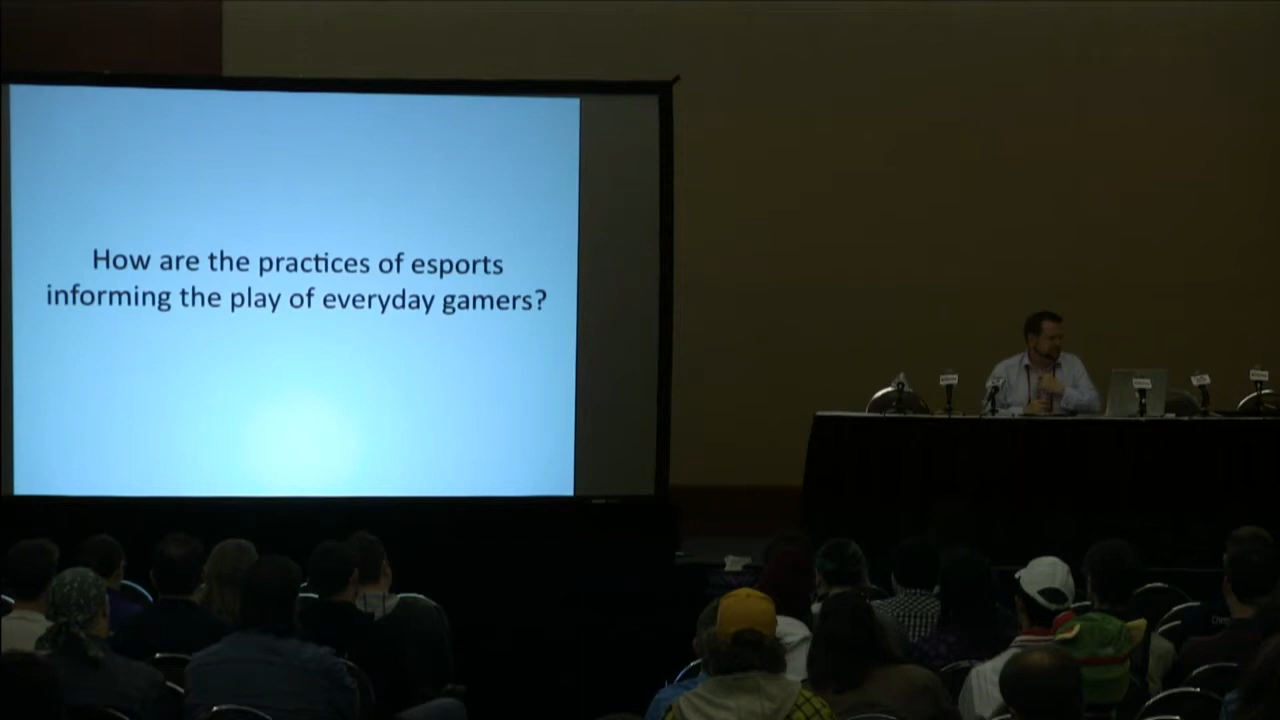 How are the practices of esports
informing the play of everyday gamers?